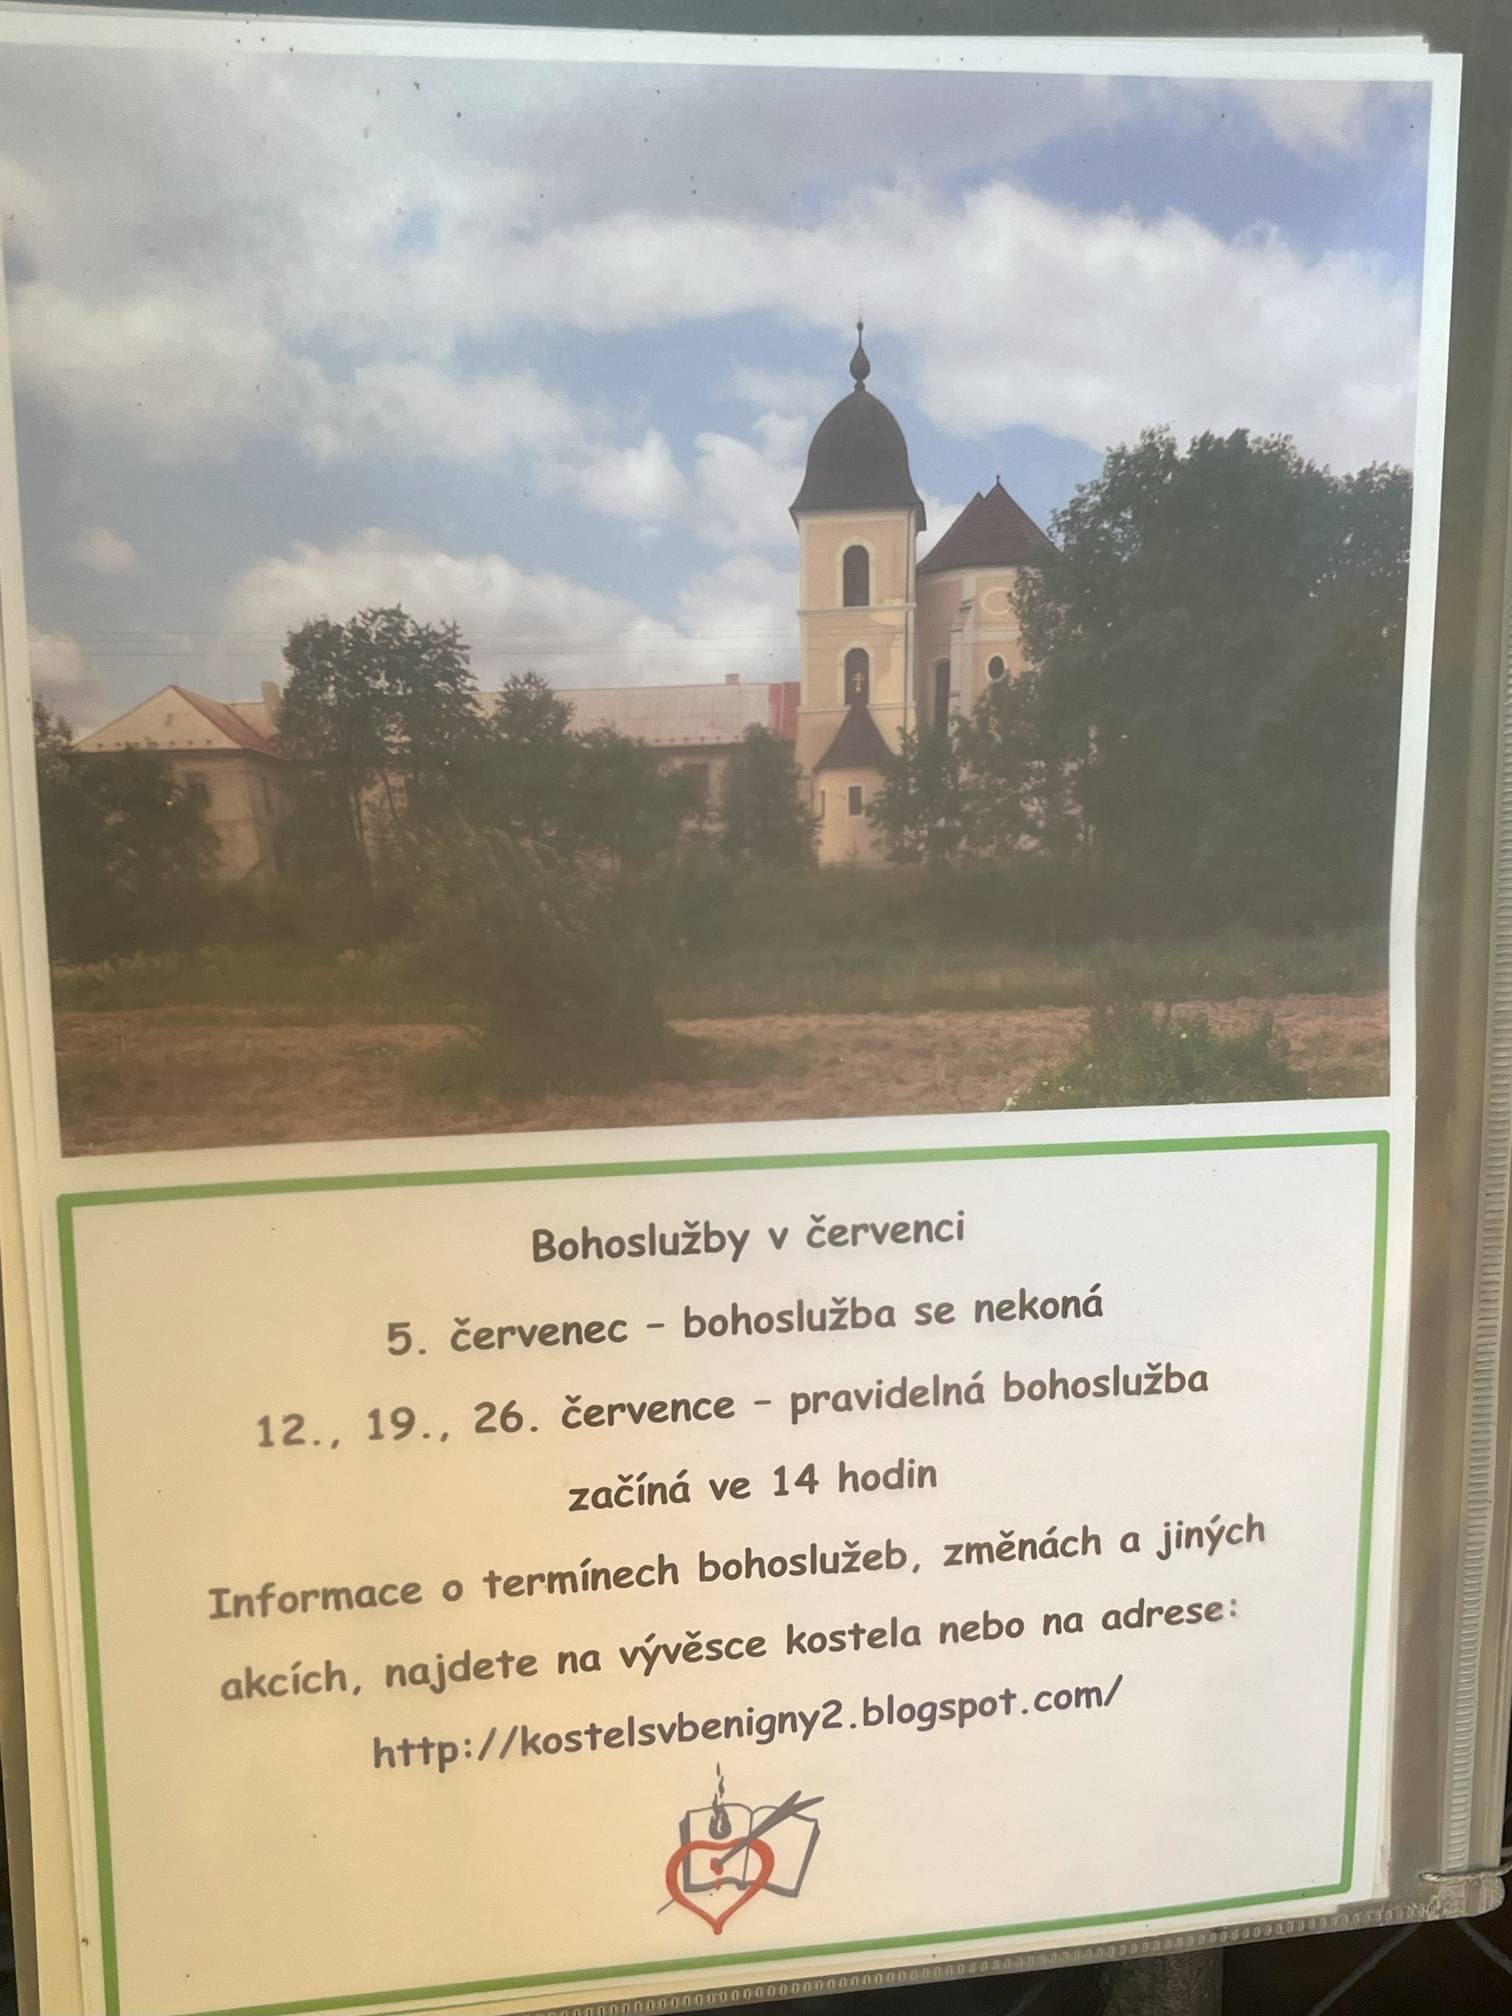 Bohoslužby v červenci
5. červenec – bohoslužba se nekoná
12., 19., 26. července – pravidelná bohoslužba
začíná ve 14 hodin
Informace o termínech bohoslužeb, změnách a jiných
akcích, najdete na vývěsce kostela nebo na adrese:
http://kostelsvbenigny2.blogspot.com/